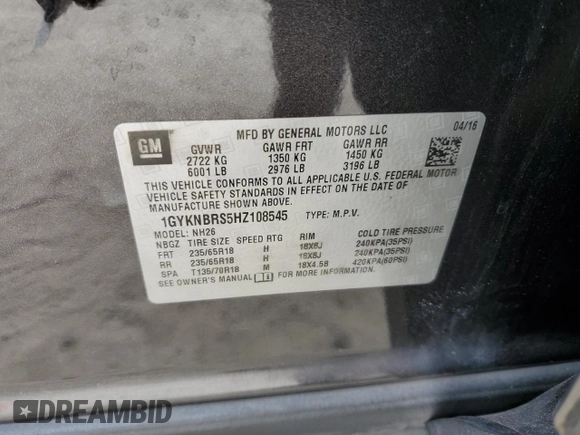 GM
MFD BY GENERAL MOTORS LLC
04/16
GVWR GAWR FRT GAWR RR
2722 KG 1350 KG 1450 KG
6001 LB 2976 LB 3196 LB
THIS VEHICLE CONFORMS TO ALL APPLICABLE U.S. FEDERAL MOTOR
VEHICLE SAFETY STANDARDS IN EFFECT ON THE DATE OF
MANUFACTURE SHOWN ABOVE.
1GYKNBRS5HZ108545 TYPE: M.P.V.
MODEL: NH26
NBGZ TIRE SIZE SPEED RTG RIM COLD TIRE PRESSURE
FRT 235/65R18 H 18X8J 240KPA(35PSI)
RR 235/65R18 H 18X8J 240KPA(35PSI)
SPA T135/70R18 M 18X4.5B 420KPA(60PSI)
SEE OWNER'S MANUAL FOR MORE INFORMATION.
DREAMBID